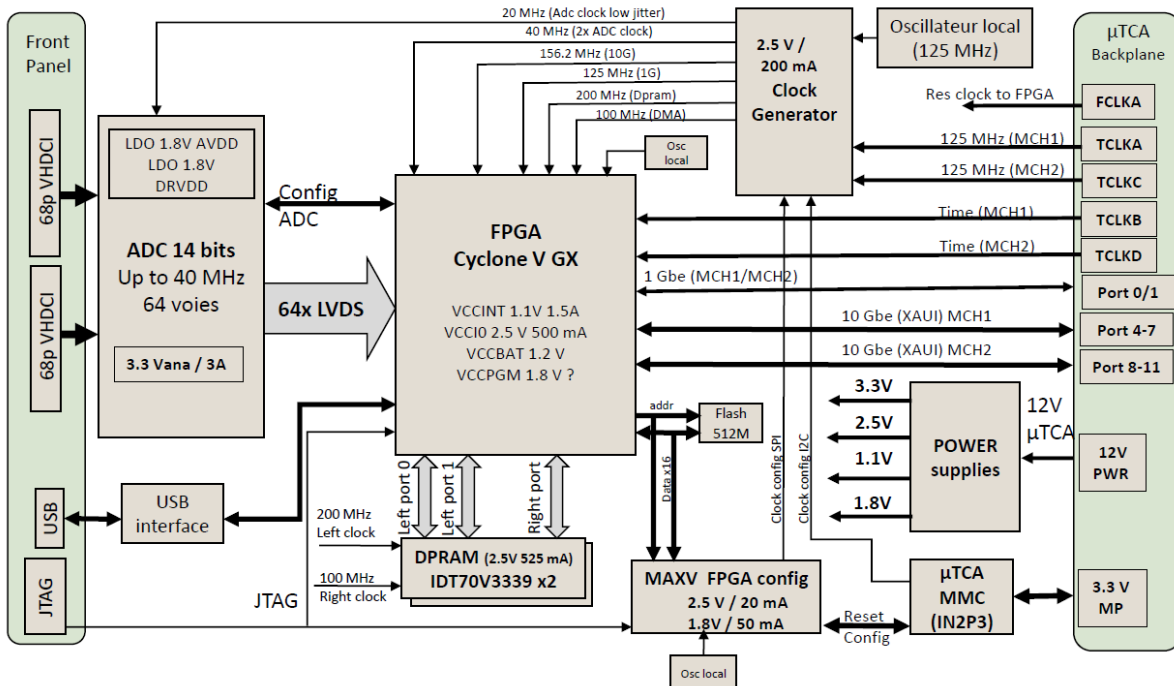 Front
Panel
68p VHDCI
68p VHDCI
USB
JTAG
LDO 1.8V AVDD
LDO 1.8V
DRVDD
ADC 14 bits
Up to 40 MHz
64 voies
3.3 Vana / 3A
20 MHz (Adc clock low jitter)
40 MHz (2x ADC clock)
156.2 MHz (10G)
125 MHz (1G)
200 MHz (Dpram)
100 MHz (DMA)
2.5 V /
200 mA
Clock
Generator
Oscillateur local
(125 MHz)
Osc
local
Config
ADC
64x LVDS
FPGA
Cyclone V GX
VCCINT 1.1V 1.5A
VCCI0 2.5 V 500 mA
VCCBAT 1.2 V
VCCPGM 1.8 V ?
µTCA
Backplane
Res clock to FPGA
FCLKA
125 MHz (MCH1)
TCLKA
125 MHz (MCH2)
TCLKC
Time (MCH1)
TCLKB
Time (MCH2)
TCLKD
1 Gbe (MCH1/MCH2)
Port 0/1
10 Gbe (XAUI) MCH1
Port 4-7
10 Gbe (XAUI) MCH2
Port 8-11
addr
Flash
512M
Data x16
Clock config SPI
Clock config I2C
3.3V
2.5V
1.1V
1.8V
POWER
supplies
12V
µTCA
12V
PWR
USB
interface
Left port 0
Left port 1
Right port
200 MHz
Left clock
100 MHz
Right clock
DPRAM (2.5V 525 mA)
IDT70V3339 x2
JTAG
MAXV FPGA config
2.5 V / 20 mA
1.8V / 50 mA
Osc local
Reset
Config
µTCA
MMC
(IN2P3)
3.3 V
MP